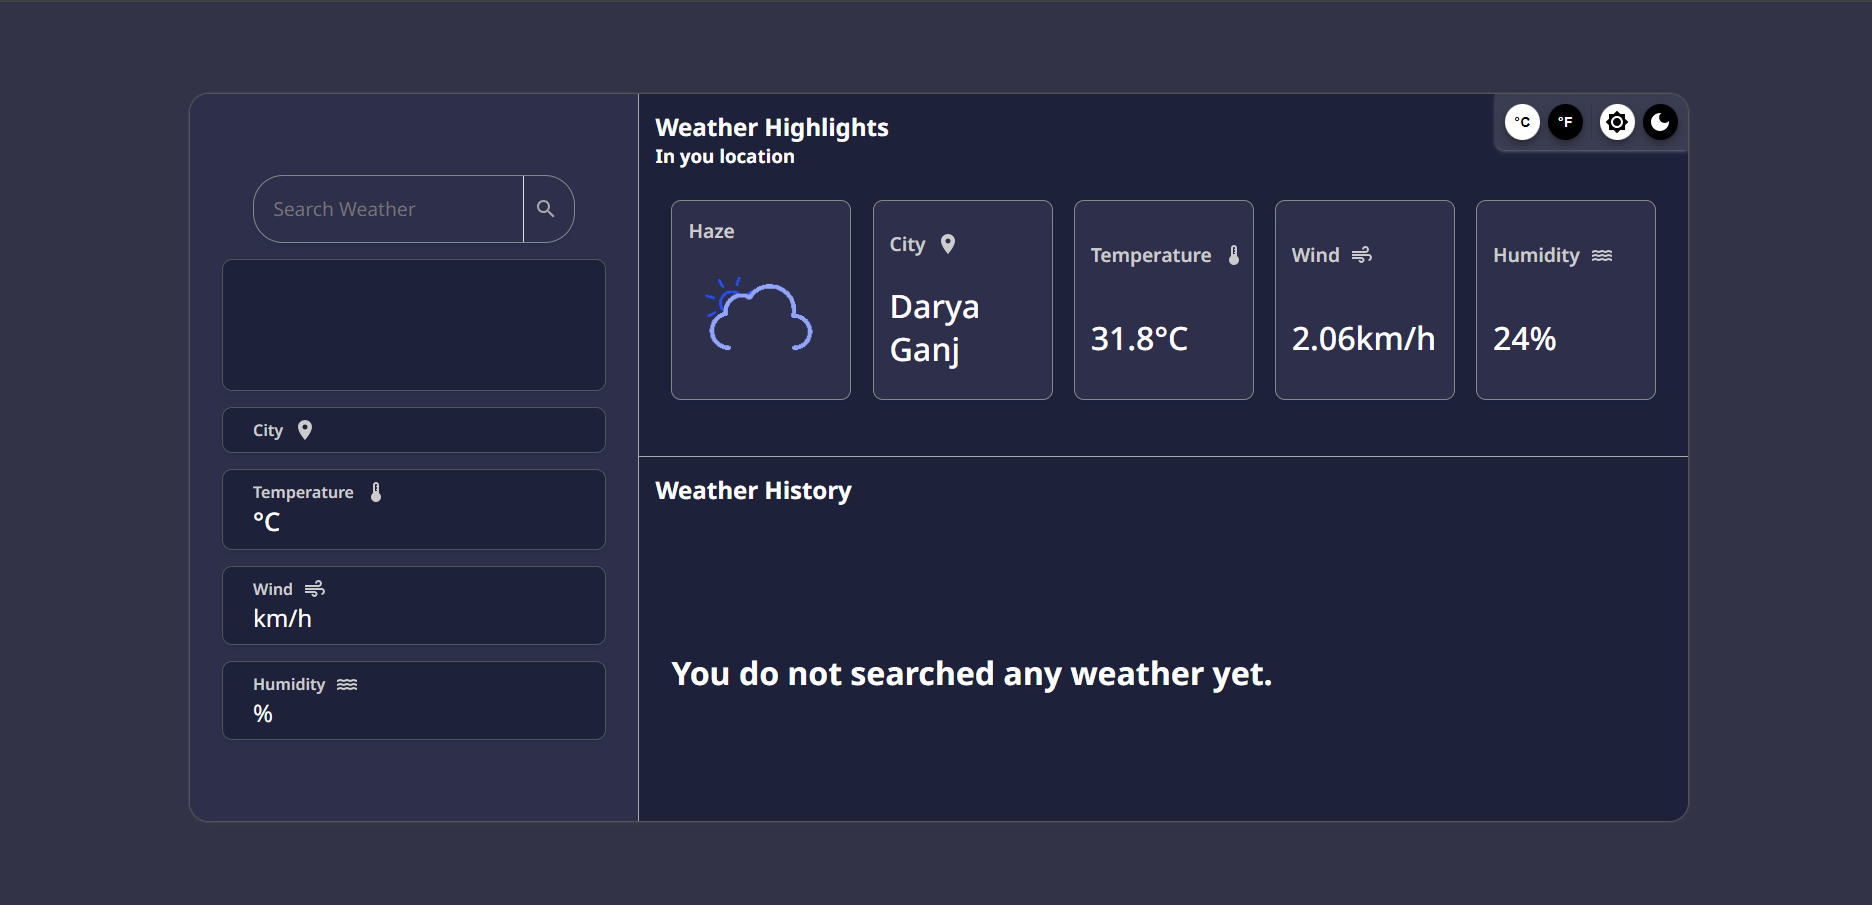 Search Weather
City
Temperature
°C
Wind
km/h
Humidity
%
Weather Highlights
In you location
°C
°F
Haze
City
Darya
Ganj
Temperature
31.8°C
Wind
2.06km/h
Humidity
24%
Weather History
You do not searched any weather yet.